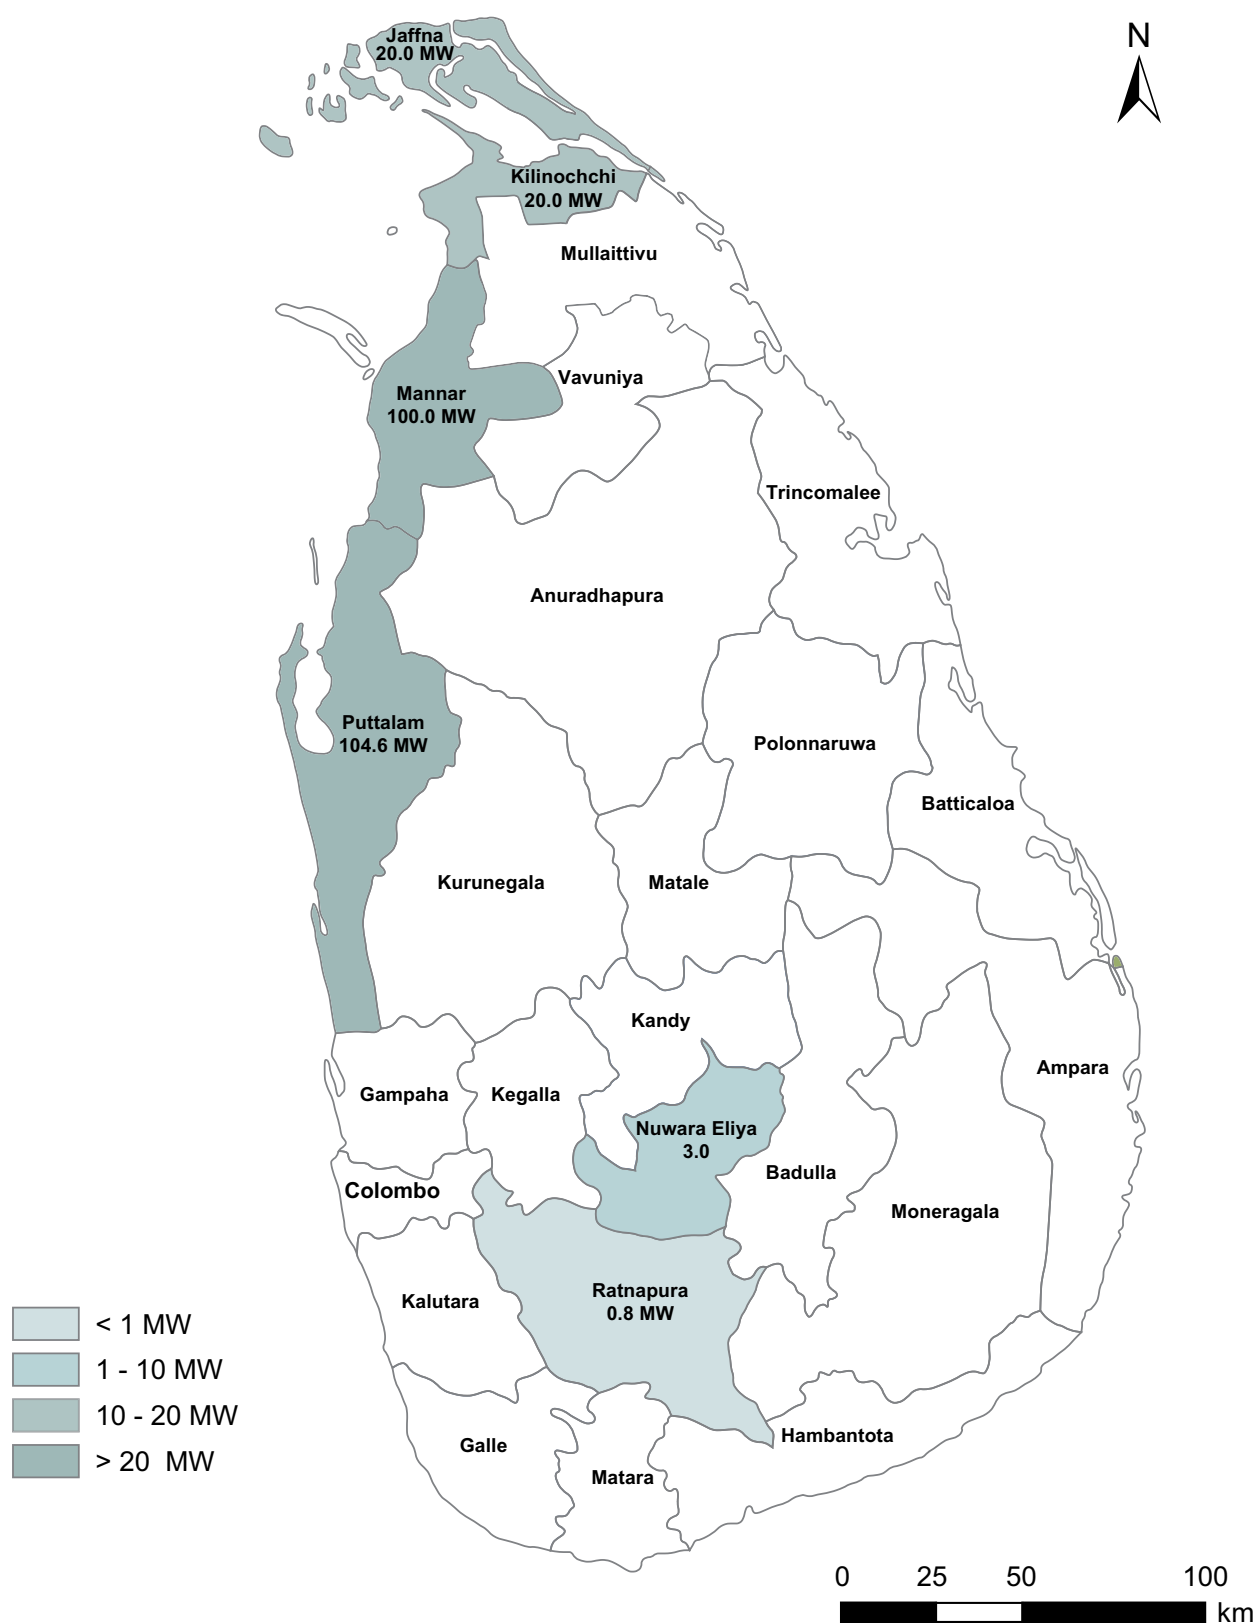 Jaffna
20.0 MW
N
Kilinochchi
20.0 MW
Mullaittivu
Vavuniya
Mannar
100.0 MW
Trincomalee
Anuradhapura
Puttalam
104.6 MW
Polonnaruwa
Batticaloa
Kurunegala
Matale
Kandy
Ampara
Gampaha
Kegalla
Nuwara Eliya
3.0
Badulla
Colombo
Moneragala
Ratnapura
0.8 MW
Kalutara
Hambantota
Galle
Matara
< 1 MW
1 - 10 MW
10 - 20 MW
> 20 MW
0 25 50 100
km